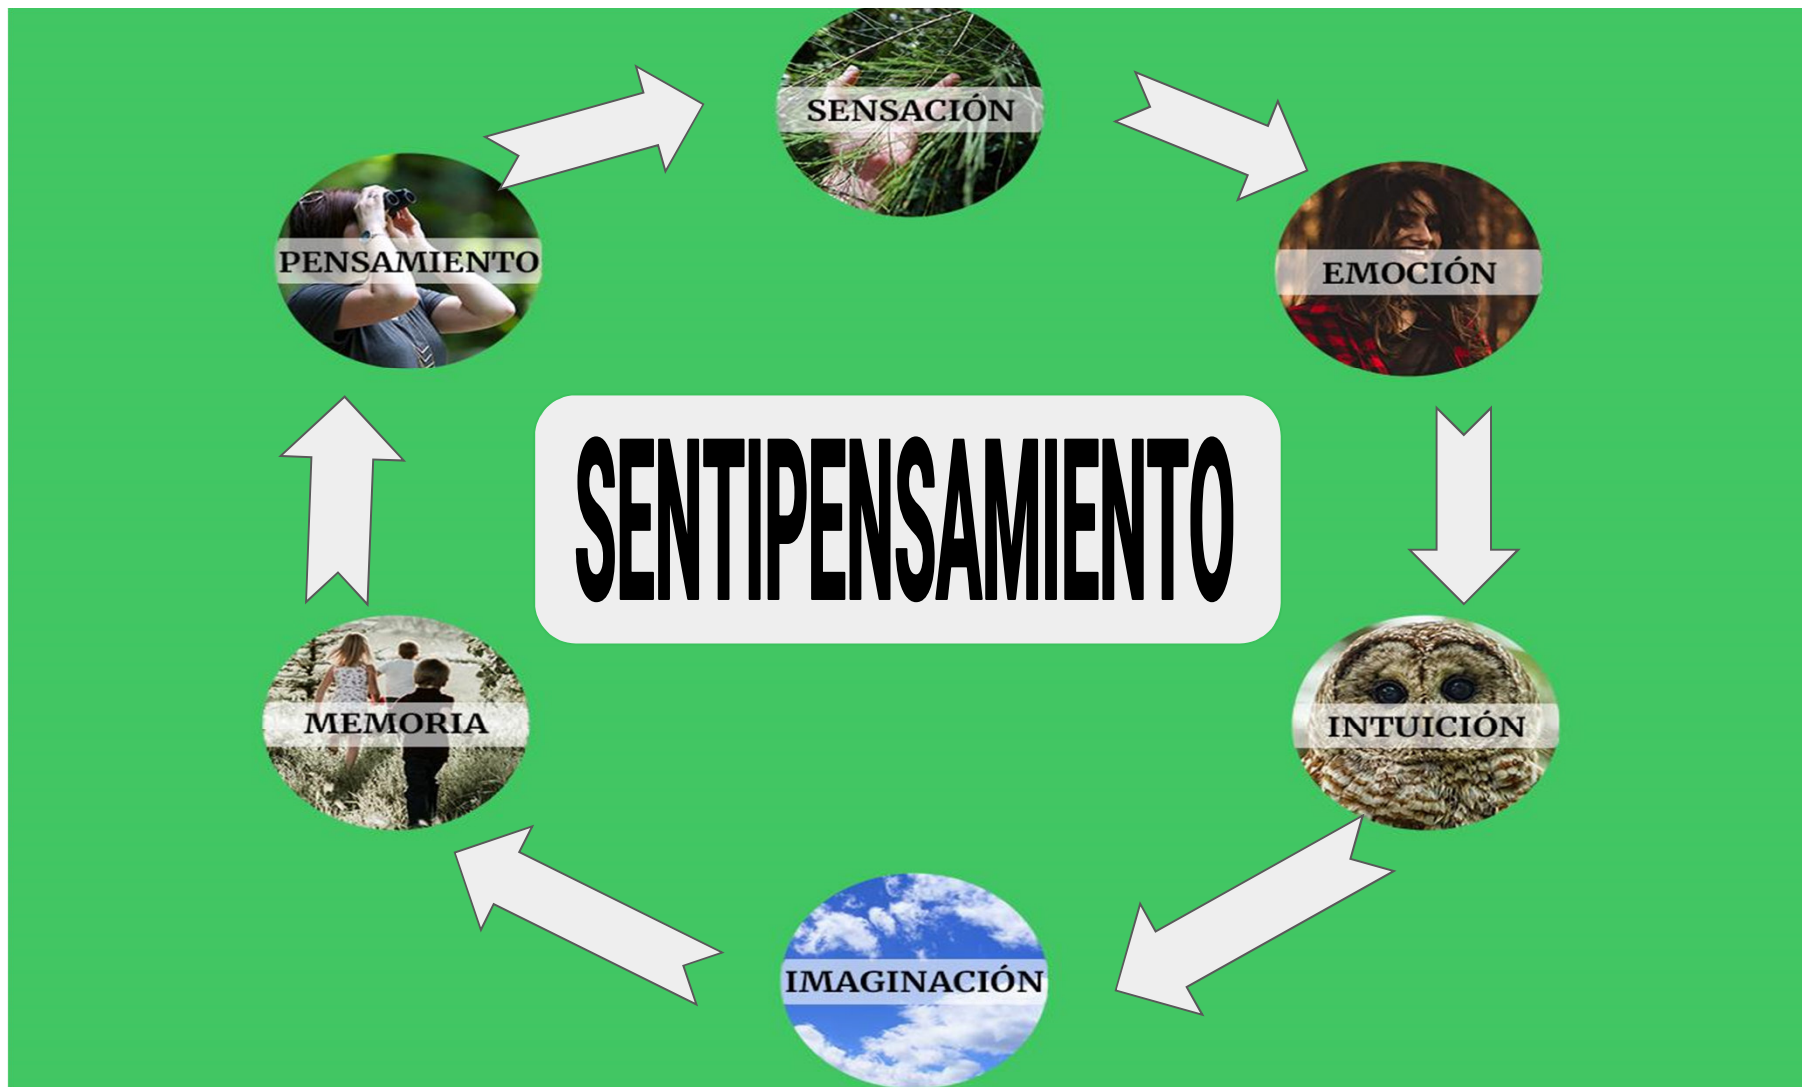 SENSACIÓN
PENSAMIENTO
EMOCIÓN
SENTIPENSAMIENTO
MEMORIA
INTUICIÓN
IMAGINACIÓN